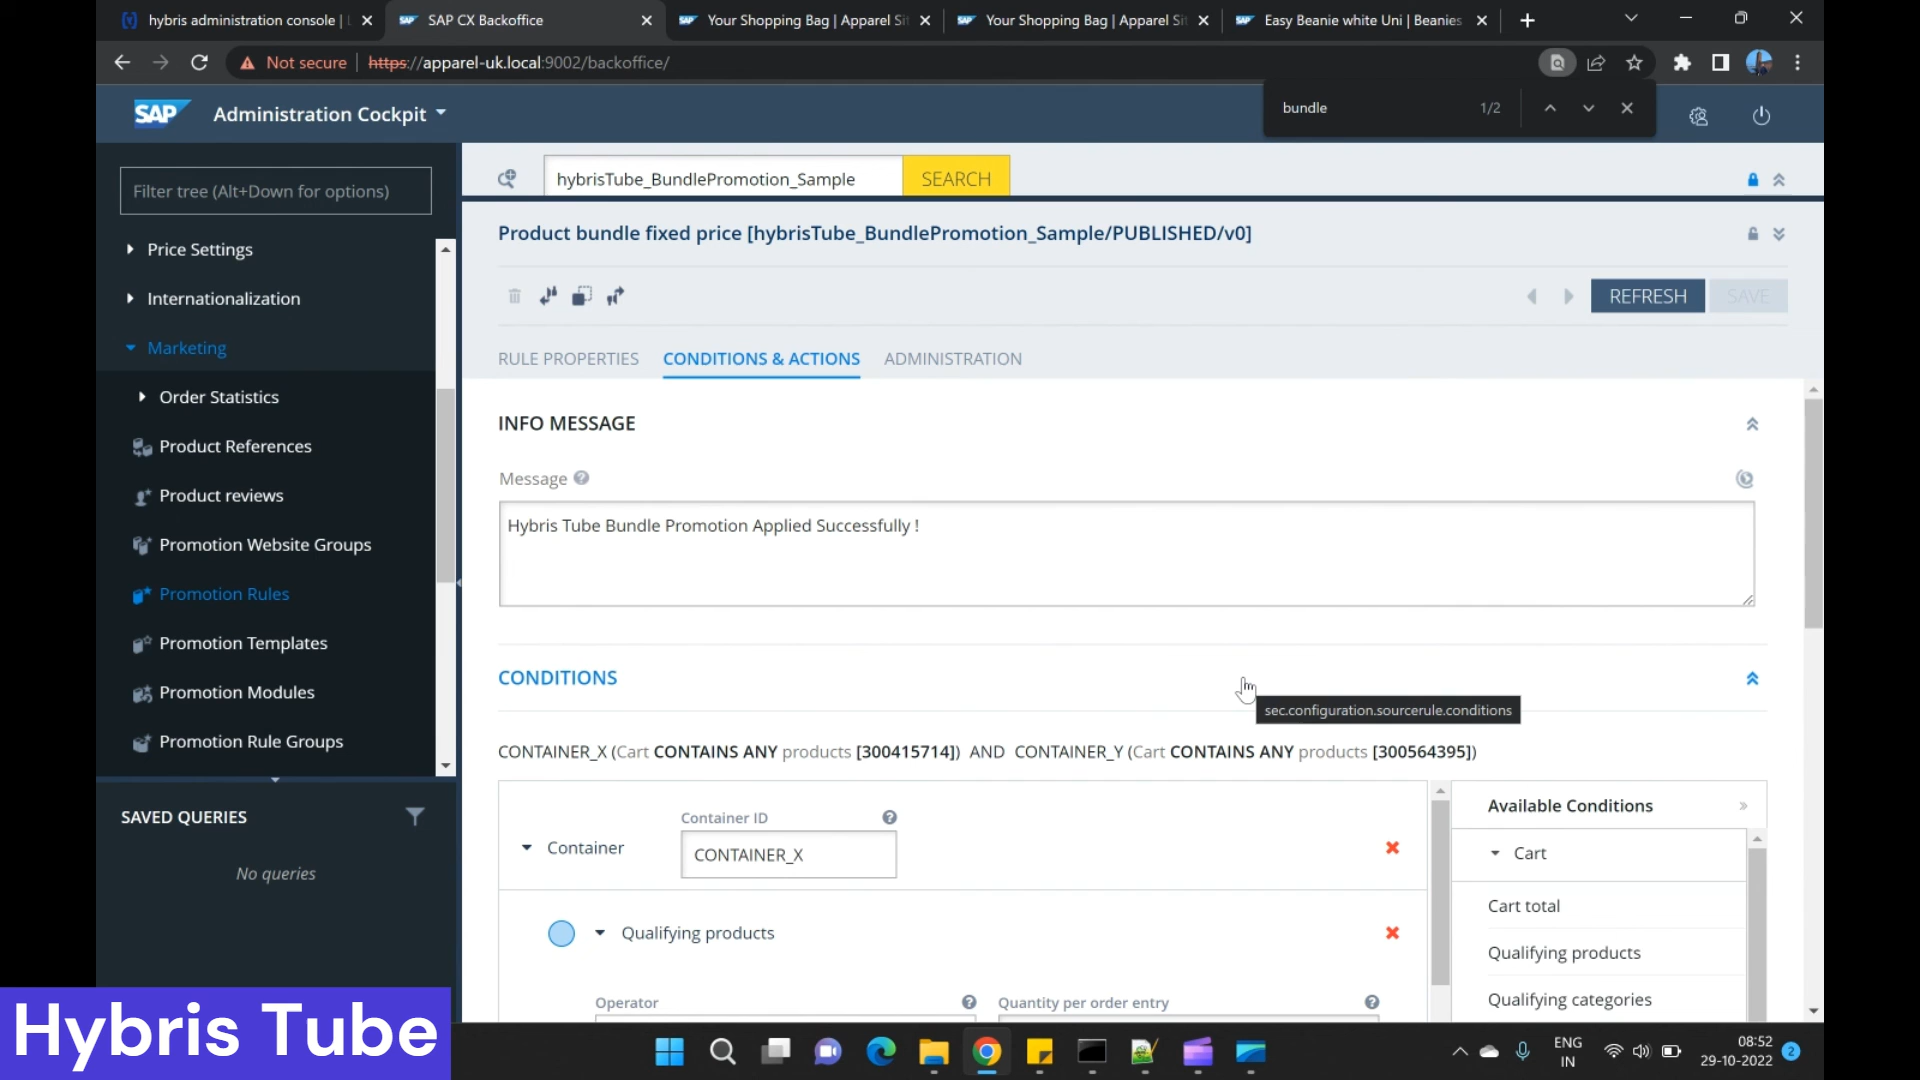 hybris administration console | L
SAP CX Backoffice
Your Shopping Bag | Apparel Sit
Your Shopping Bag | Apparel Sit
Easy Beanie white Uni | Beanies
Not secure
https://apparel-uk.local:9002/backoffice/
bundle
1/2
SAP
Administration Cockpit
Filter tree (Alt+Down for options)
hybrisTube_BundlePromotion_Sample
SEARCH
Price Settings
Internationalization
Marketing
Order Statistics
Product References
Product reviews
Promotion Website Groups
Promotion Rules
Promotion Templates
Promotion Modules
Promotion Rule Groups
SAVED QUERIES
No queries
Product bundle fixed price [hybrisTube_BundlePromotion_Sample/PUBLISHED/v0]
REFRESH
SAVE
RULE PROPERTIES
CONDITIONS & ACTIONS
ADMINISTRATION
INFO MESSAGE
Message
Hybris Tube Bundle Promotion Applied Successfully !
CONDITIONS
sec.configuration.sourcerule.conditions
CONTAINER_X (Cart CONTAINS ANY products [300415714]) AND CONTAINER_Y (Cart CONTAINS ANY products [300564395])
Container ID
Container
CONTAINER_X
Qualifying products
Operator
Quantity per order entry
Available Conditions
Cart
Cart total
Qualifying products
Qualifying categories
Hybris Tube
ENG
IN
08:52
29-10-2022
2